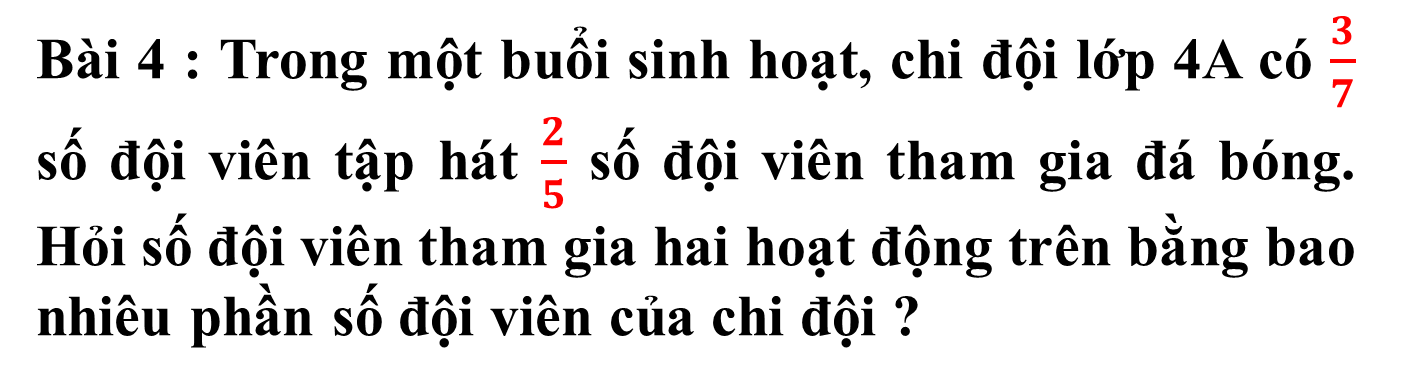 Bài 4 : Trong một buổi sinh hoạt, chi đội lớp 4A có 3/7
số đội viên tập hát 2/5 số đội viên tham gia đá bóng.
Hỏi số đội viên tham gia hai hoạt động trên bằng bao
nhiêu phần số đội viên của chi đội ?